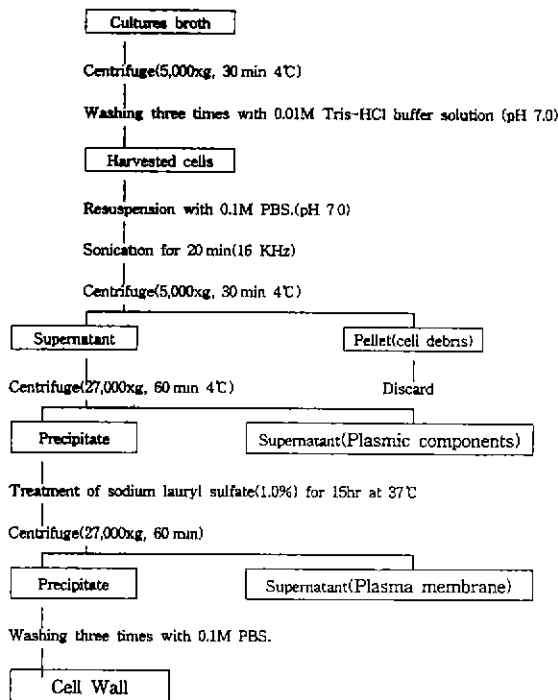 Cultures broth
Centrifuge(5,000xg, 30 min 4℃)
Washing three times with 0.01M Tris-HCl buffer solution (pH 7.0)
Harvested cells
Resuspension with 0.1M PBS.(pH 7 0)
Sonication for 20 min(16 KHz)
Centrifuge(5,000xg, 30 min 4℃)
Supernatant Pellet(cell debris)
Centrifuge(27,000xg, 60 min 4℃) Discard
Precipitate Supernatant(Plasmic components)
Treatment of sodium lauryl sulfate(1.0%) for 15hr at 37℃
Centrifuge(27,000xg, 60 min)
Precipitate Supernatant(Plasma membrane)
Washing three times with 0.1M PBS.
Cell Wall